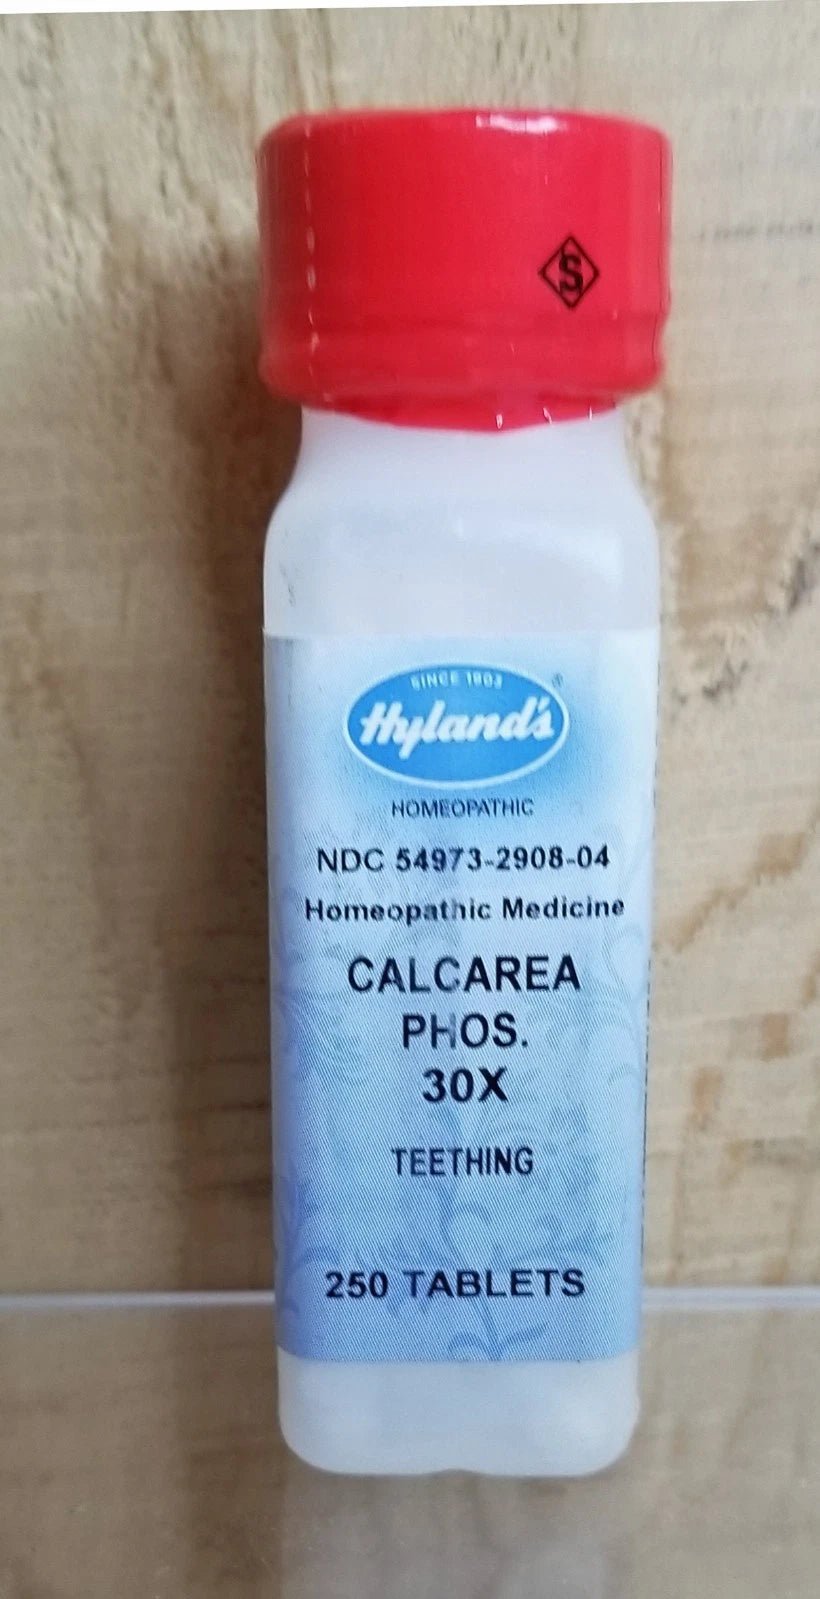 S
SINCE 1903
Hyland's
HOMEOPATHIC
NDC 54973-2908-04
Homeopathic Medicine
CALCAREA
PHOS.
30X
TEETHING
250 TABLETS